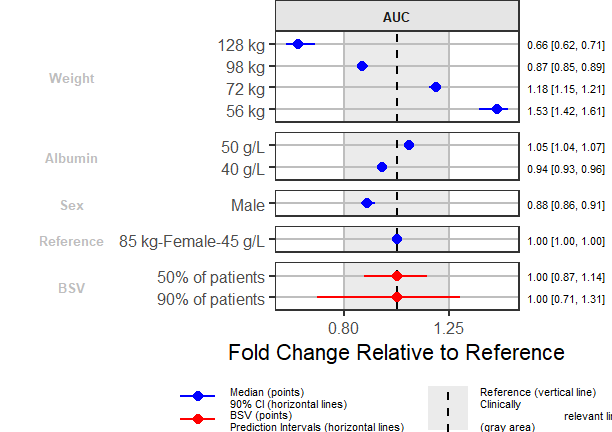 AUC
Weight
128 kg 0.66 [0.62, 0.71]
98 kg 0.87 [0.85, 0.89]
72 kg 1.18 [1.15, 1.21]
56 kg 1.53 [1.42, 1.61]
Albumin
50 g/L 1.05 [1.04, 1.07]
40 g/L 0.94 [0.93, 0.96]
Sex Male 0.88 [0.86, 0.91]
Reference 85 kg-Female-45 g/L 1.00 [1.00, 1.00]
BSV
50% of patients 1.00 [0.87, 1.14]
90% of patients 1.00 [0.71, 1.31]
0.80 1.25
Fold Change Relative to Reference
Median (points)
90% CI (horizontal lines)
BSV (points)
Prediction Intervals (horizontal lines)
Reference (vertical line)
Clinically
relevant
(gray area)